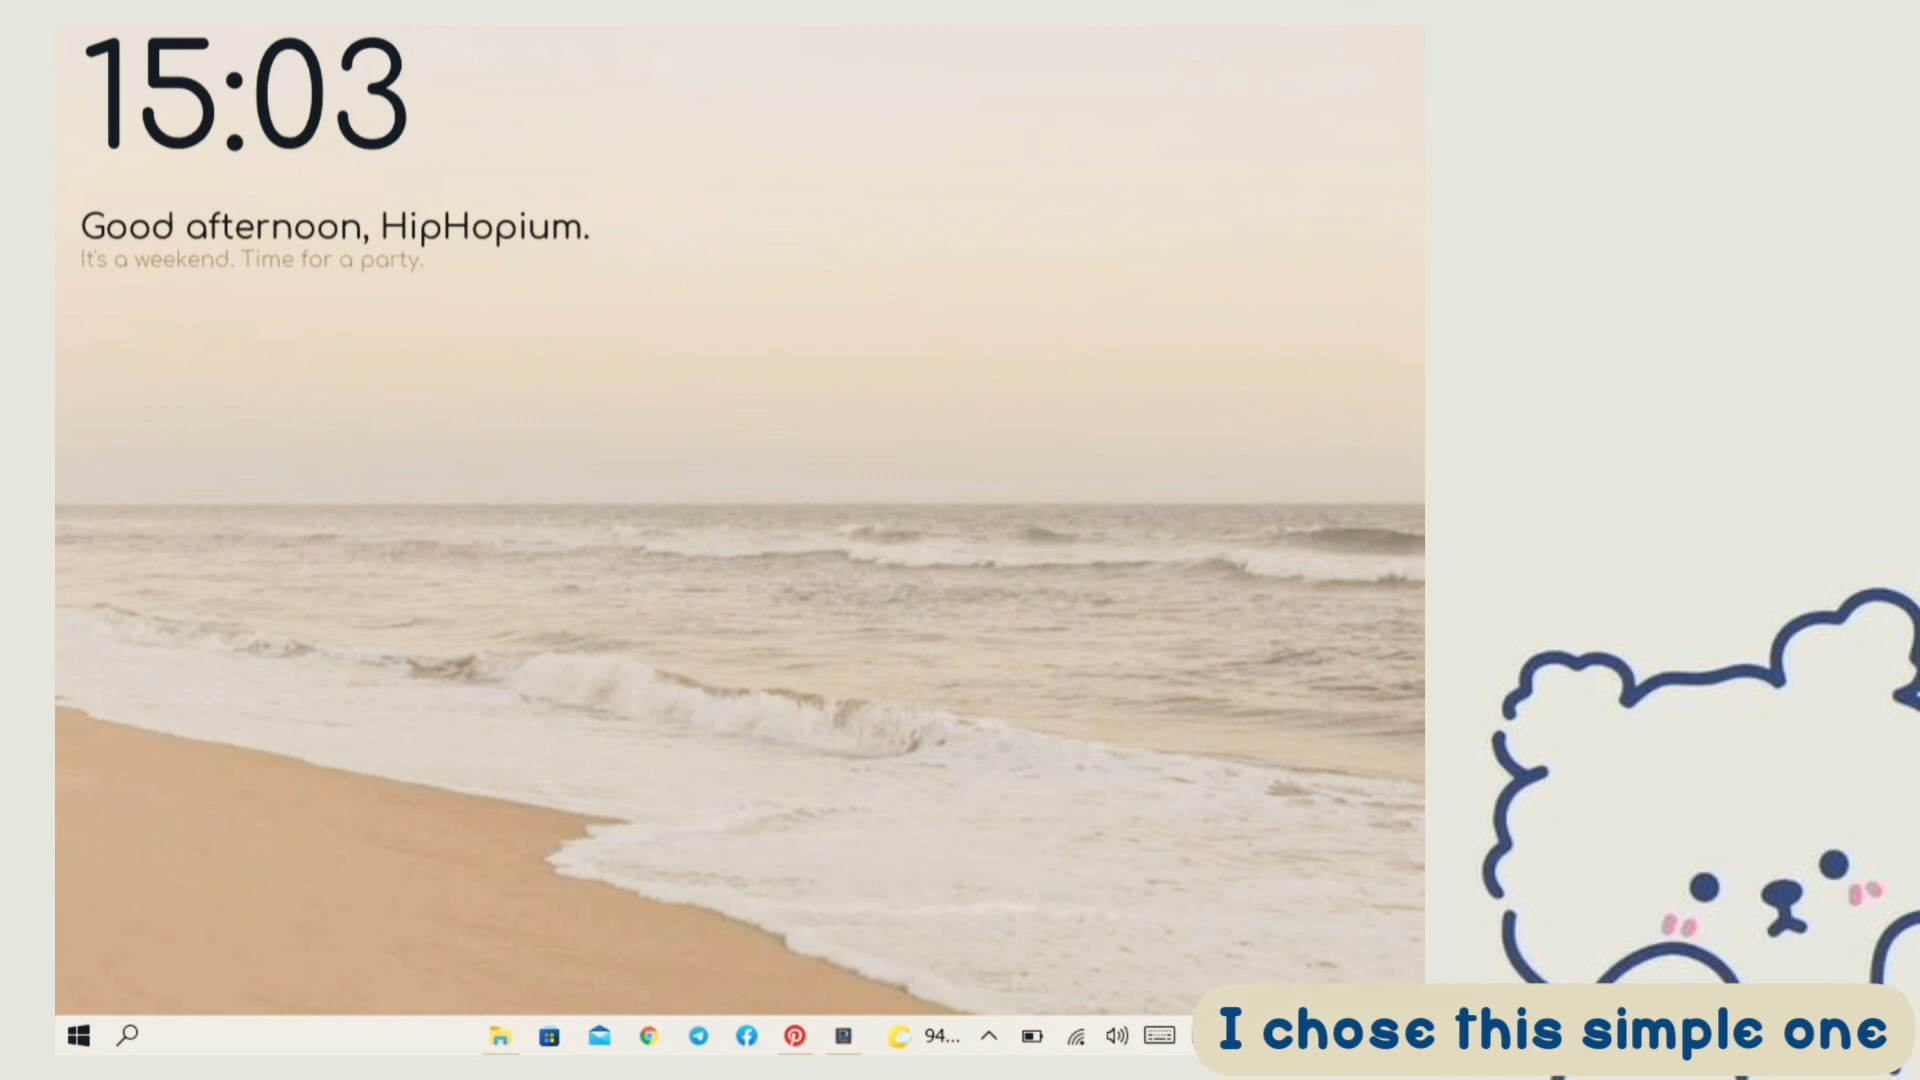 15:03
Good afternoon, HipHopium.
It's a weekend. Time for a party.
94...
I chose this simple one